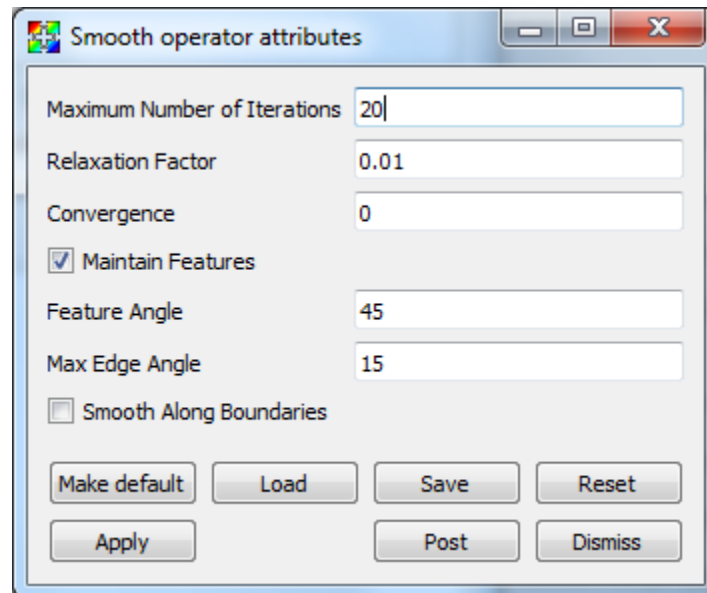 Smooth operator attributes
Maximum Number of Iterations 20
Relaxation Factor 0.01
Convergence 0
Maintain Features
Feature Angle 45
Max Edge Angle 15
Smooth Along Boundaries
Make default Load Save Reset
Apply Post Dismiss